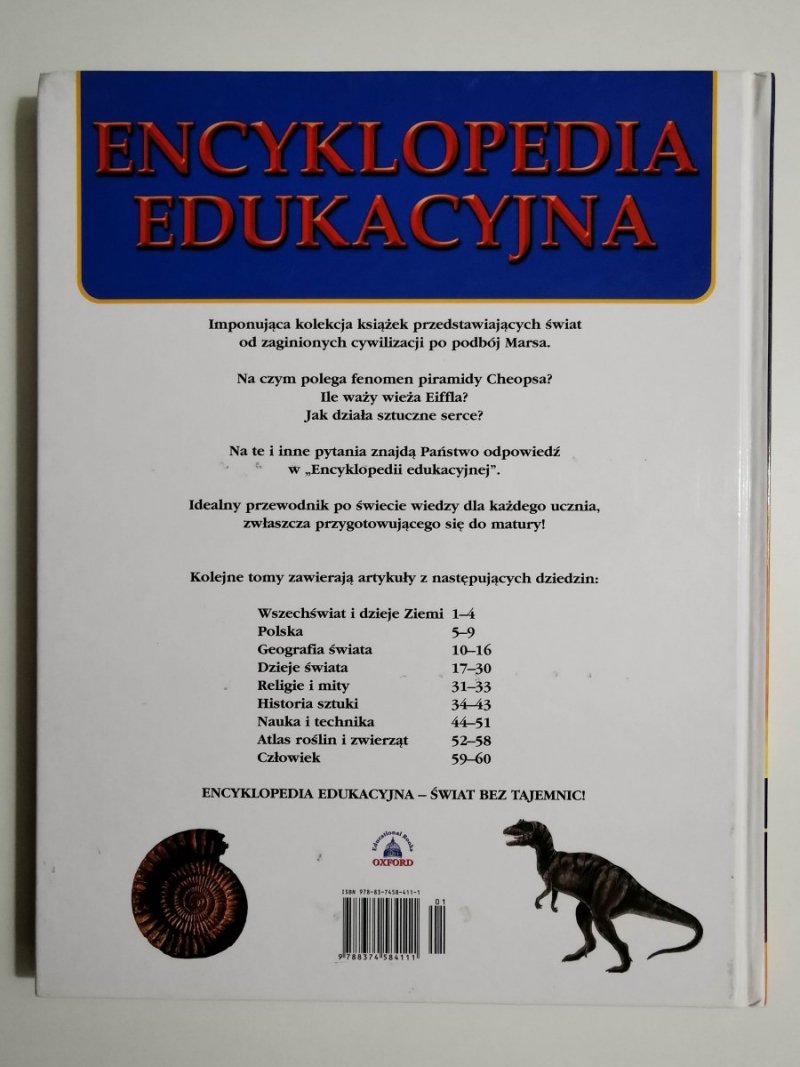 ENCYKLOPEDIA
EDUKACYJNA
Imponująca kolekcja książek przedstawiających świat
od zaginionych cywilizacji po podbój Marsa.
Na czym polega fenomen piramidy Cheopsa?
Ile waży wieża Eiffla?
Jak działa sztuczne serce?
Na te i inne pytania znajdą Państwo odpowiedź
w „Encyklopedii edukacyjnej”.
Idealny przewodnik po świecie wiedzy dla każdego ucznia,
zwłaszcza przygotowującego się do matury!
Kolejne tomy zawierają artykuły z następujących dziedzin:
Wszechświat i dzieje Ziemi 1–4
Polska 5–9
Geografia świata 10–16
Dzieje świata 17–30
Religie i mity 31–33
Historia sztuki 34–43
Nauka i technika 44–51
Atlas roślin i zwierząt 52–58
Człowiek 59–60
ENCYKLOPEDIA EDUKACYJNA – ŚWIAT BEZ TAJEMNIC!
Educational Books
OXFORD
ISBN 978-83-7458-411-1
01
9 788374 584111